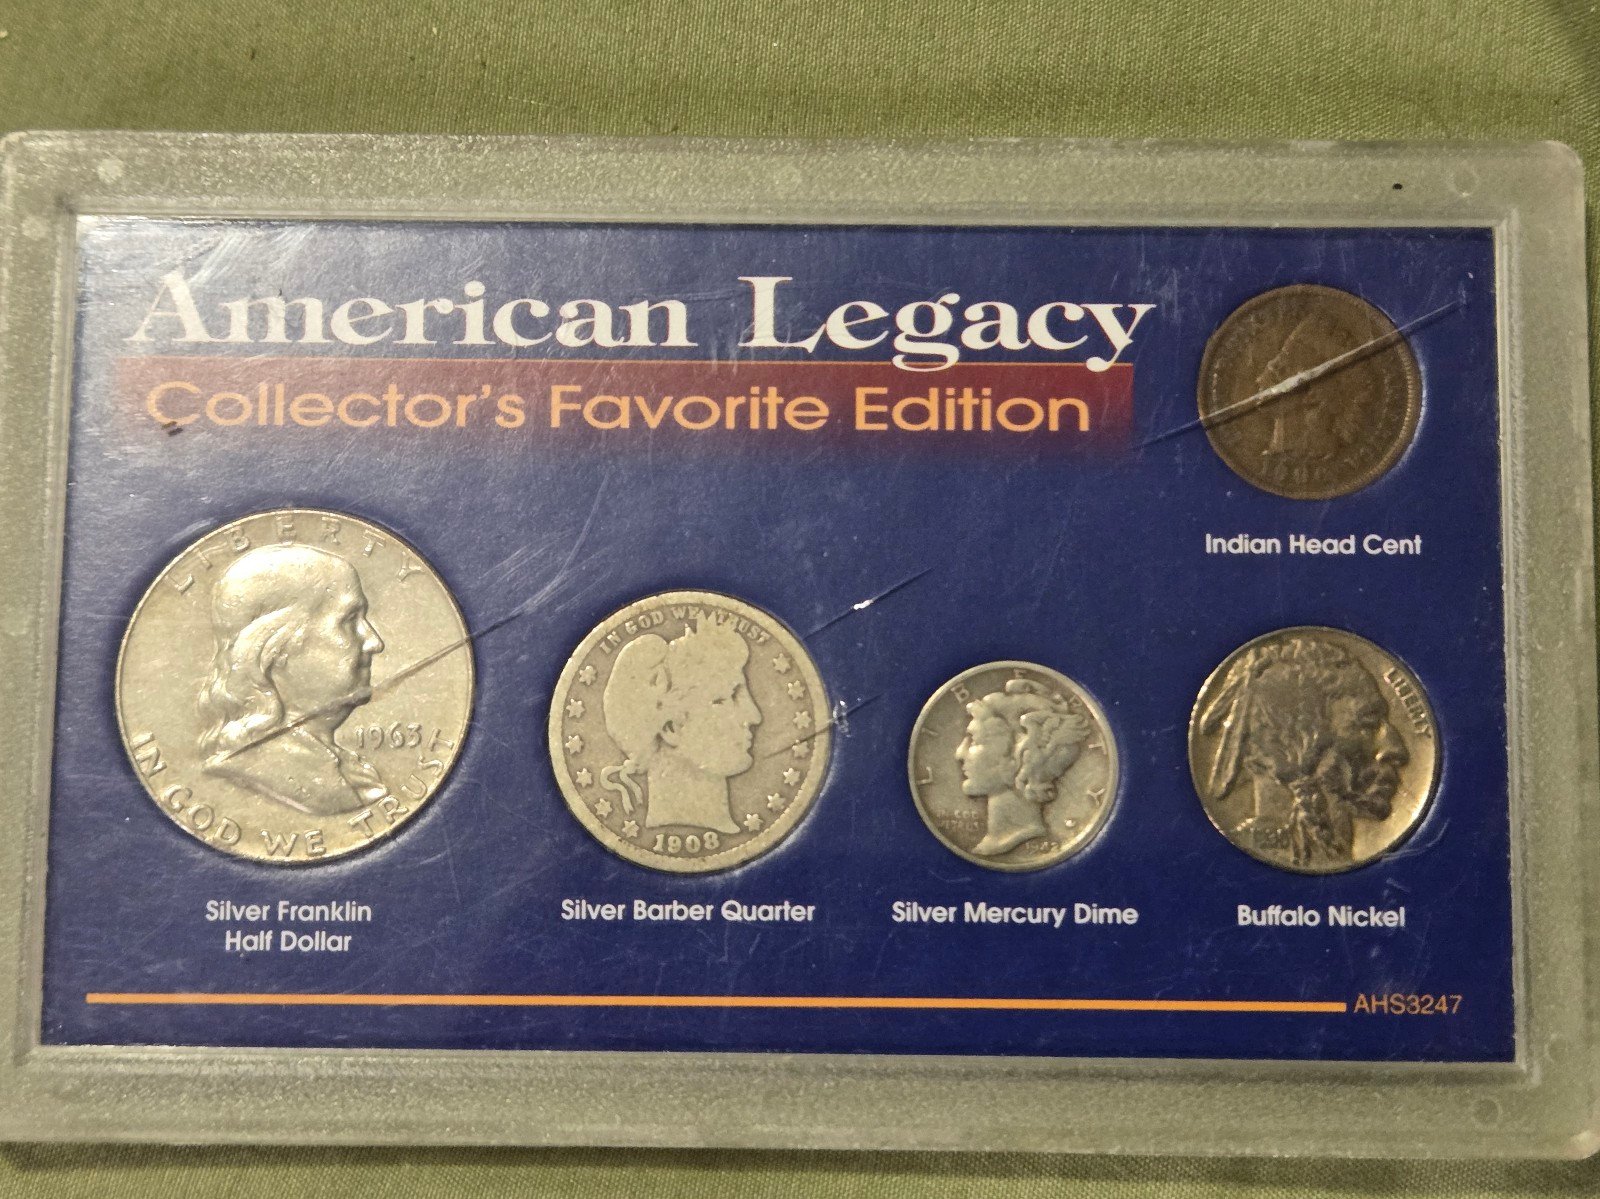 American Legacy
Collector's Favorite Edition
Indian Head Cent
LIBERTY
1963
IN GOD WE TRUST
Silver Franklin
Half Dollar
IN GOD WE TRUST
1908
Silver Barber Quarter
LIBERTY
1942
Silver Mercury Dime
LIBERTY
Buffalo Nickel
AHS3247